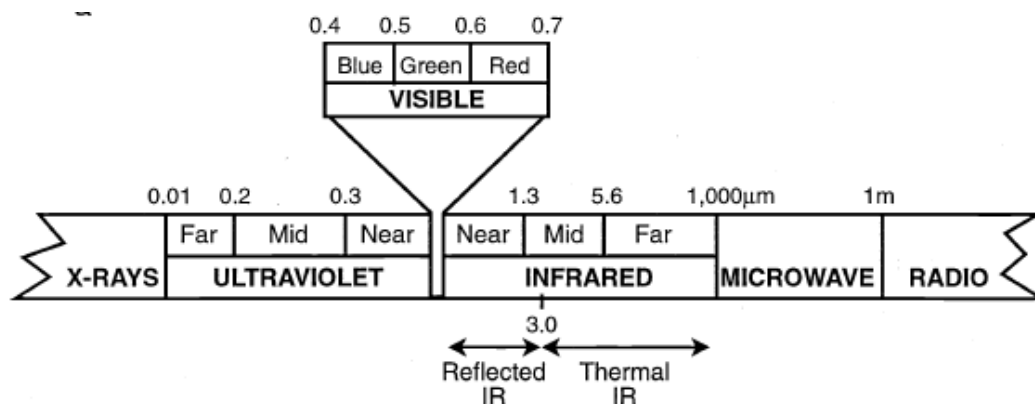 0.4 0.5 0.6 0.7
Blue Green Red
VISIBLE
0.01 0.2 0.3 1.3 5.6 1,000µm 1m
Far Mid Near Near Mid Far
X-RAYS ULTRAVIOLET INFRARED MICROWAVE RADIO
3.0
Reflected Thermal
IR IR